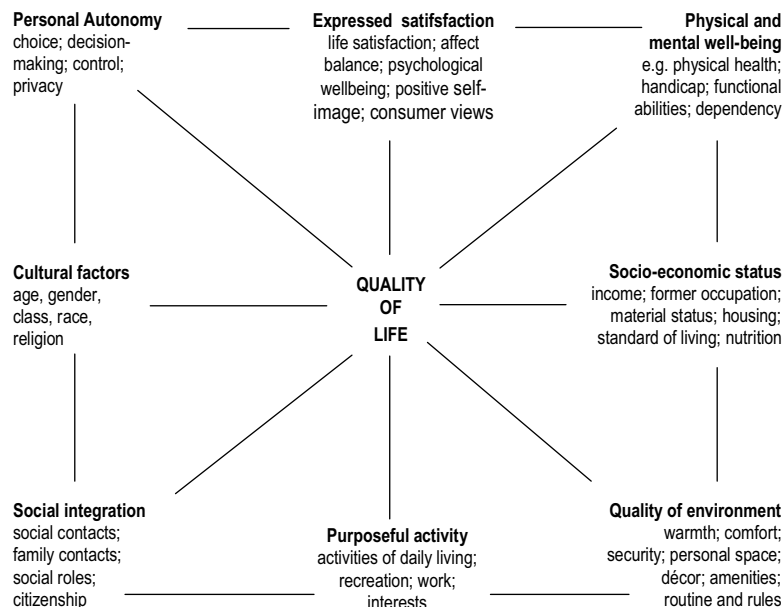 Personal Autonomy
choice; decision-
making; control;
privacy
Expressed satifsfaction
life satisfaction; affect
balance; psychological
wellbeing; positive self-
image; consumer views
Physical and
mental well-being
e.g. physical health;
handicap; functional
abilities; dependency
Cultural factors
age, gender,
class, race,
religion
QUALITY
OF
LIFE
Socio-economic status
income; former occupation;
material status; housing;
standard of living; nutrition
Social integration
social contacts;
family contacts;
social roles;
citizenship
Purposeful activity
activities of daily living;
recreation; work;
interests
Quality of environment
warmth; comfort;
security; personal space;
décor; amenities;
routine and rules